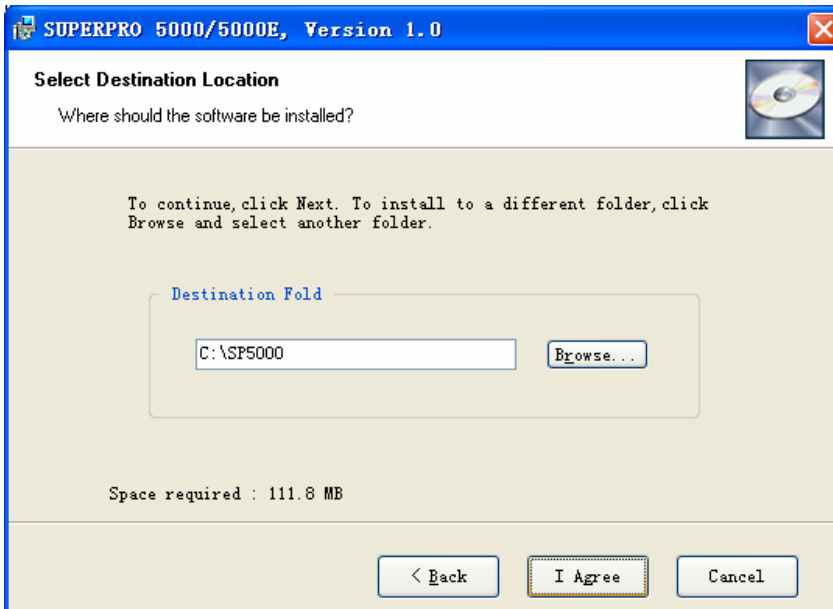 SUPERPRO 5000/5000E, Version 1.0
Select Destination Location
Where should the software be installed?
To continue,click Next. To install to a different folder,click
Browse and select another folder.
Destination Fold
C:\SP5000
Browse...
Space required : 111.8 MB
< Back
I Agree
Cancel